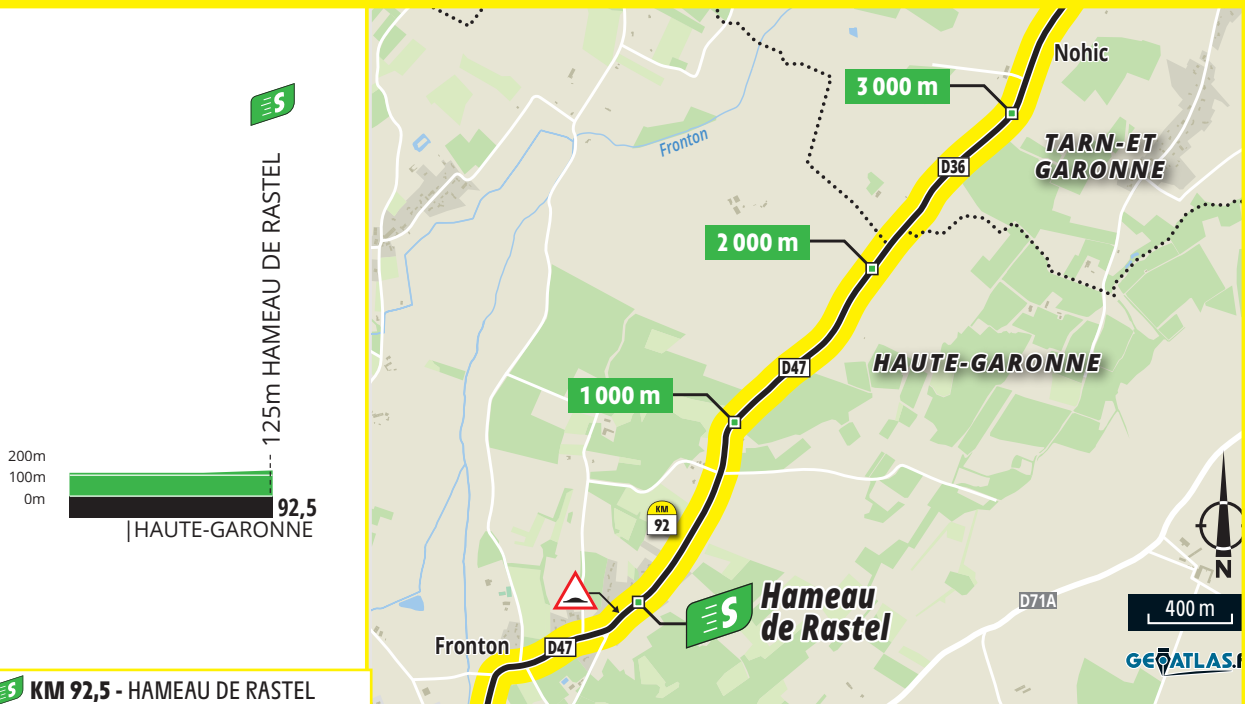 S
125m HAMEAU DE RASTEL
200m
100m
0m
92,5
|HAUTE-GARONNE
S KM 92,5 - HAMEAU DE RASTEL
Nohic
3 000 m
Fronton
TARN-ET
GARONNE
D36
2 000 m
HAUTE-GARONNE
D47
1 000 m
KM
92
S
Hameau
de Rastel
D71A
N
400 m
Fronton
D47
GEOATLAS.F